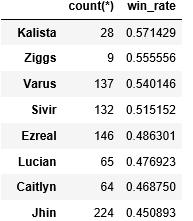 count(*) win_rate
Kalista 28 0.571429
Ziggs 9 0.555556
Varus 137 0.540146
Sivir 132 0.515152
Ezreal 146 0.486301
Lucian 65 0.476923
Caitlyn 64 0.468750
Jhin 224 0.450893